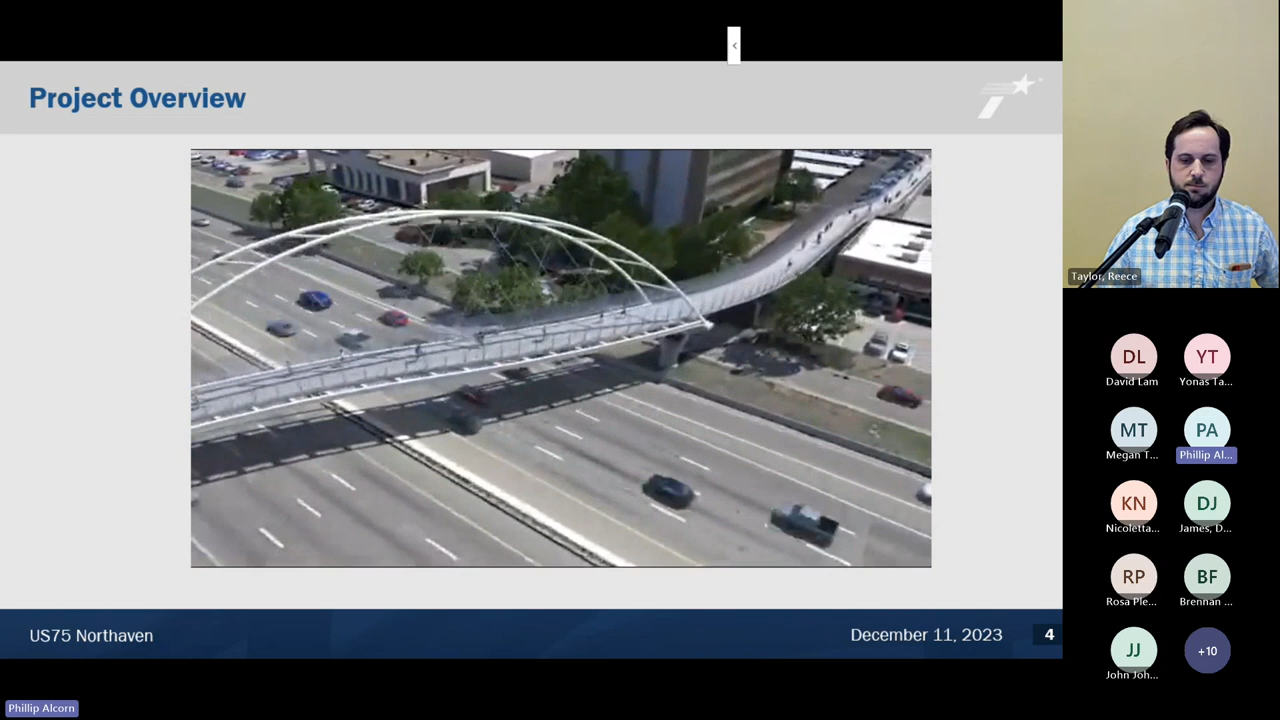 Project Overview
US75 Northaven
December 11, 2023
4
Taylor, Reece
DL
David Lam
YT
Yonas Ta...
MT
Megan T...
PA
Phillip Al...
KN
Nicoletta...
DJ
James, D...
RP
Rosa Ple...
BF
Brennan ...
JJ
John Joh...
+10
Phillip Alcorn